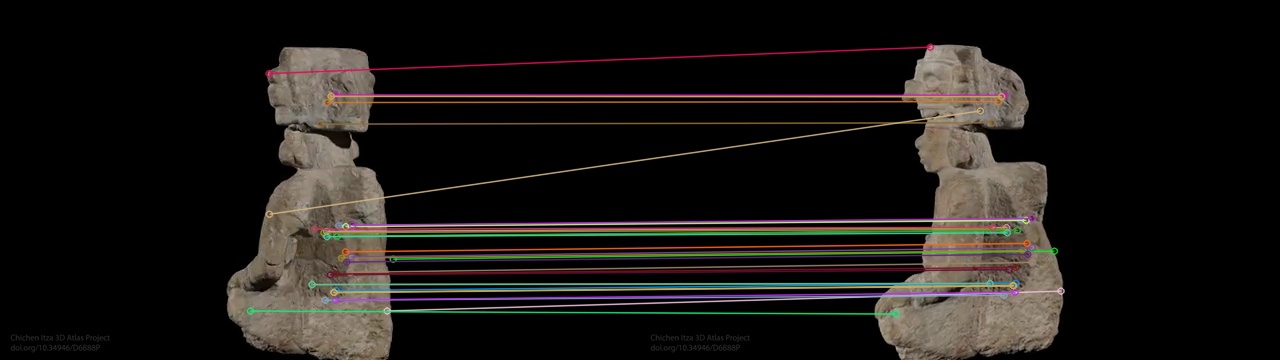 Chichen Itza 3D Atlas Project
doi.org/10.34946/D6B88P
Chichen Itza 3D Atlas Project
doi.org/10.34946/D6B88P